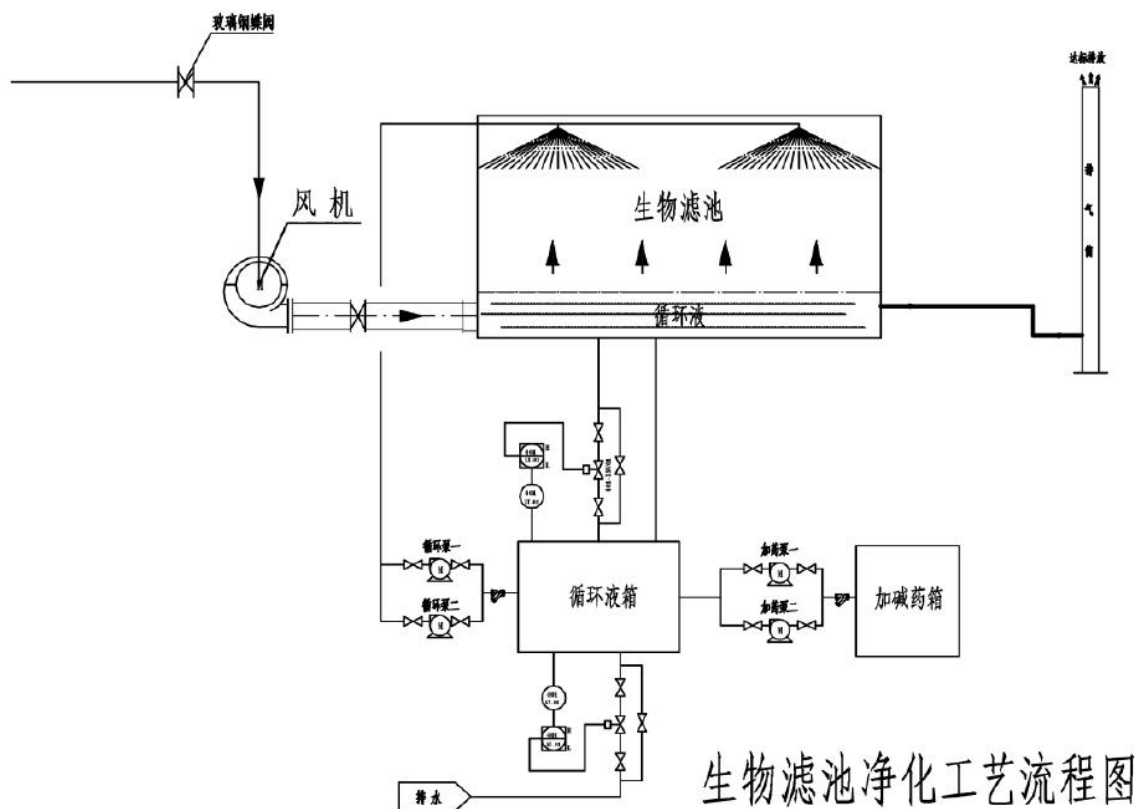 玻璃钢蝶阀
达标排放
风机
排气筒
生物滤池
循环液
H
L
循环泵一
加药泵一
M
M
循环液箱
加碱药箱
循环泵二
加药泵二
M
M
H
L
排水
生物滤池净化工艺流程图